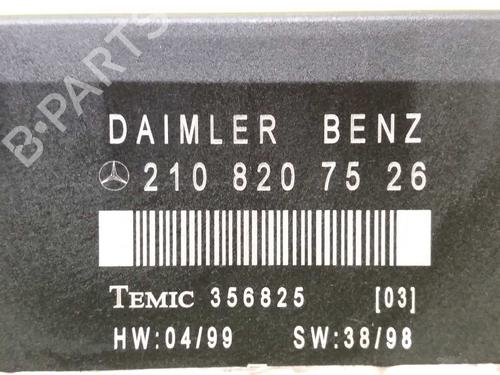 B-PARTS
DAIMLER BENZ
210 820 75 26
TEMIC 356825 [03]
HW:04/99 SW:38/98